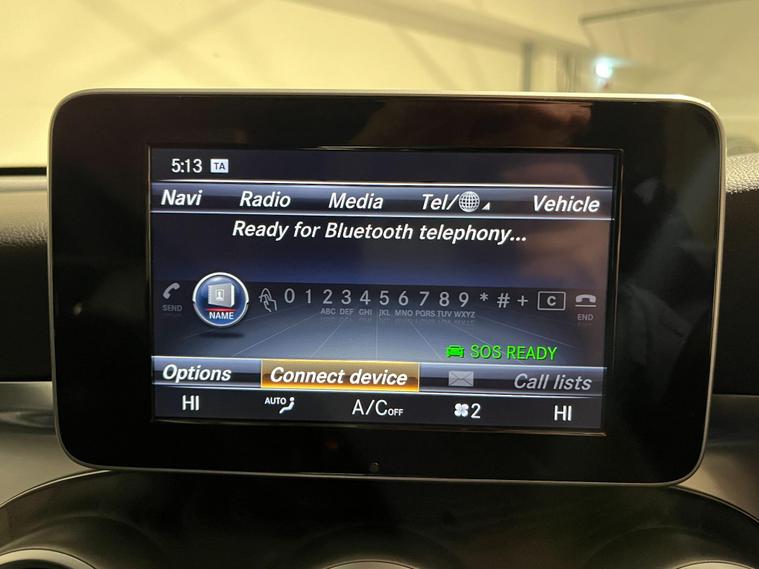 5:13 TA
Navi Radio Media Tel/ Vehicle
Ready for Bluetooth telephony...
SEND NAME 0 1 2 3 4 5 6 7 8 9 * # + C END
ABC DEF GHI JKL MNO PQRS TUV WXYZ
SOS READY
Options Connect device Call lists
HI AUTO A/C OFF 2 HI